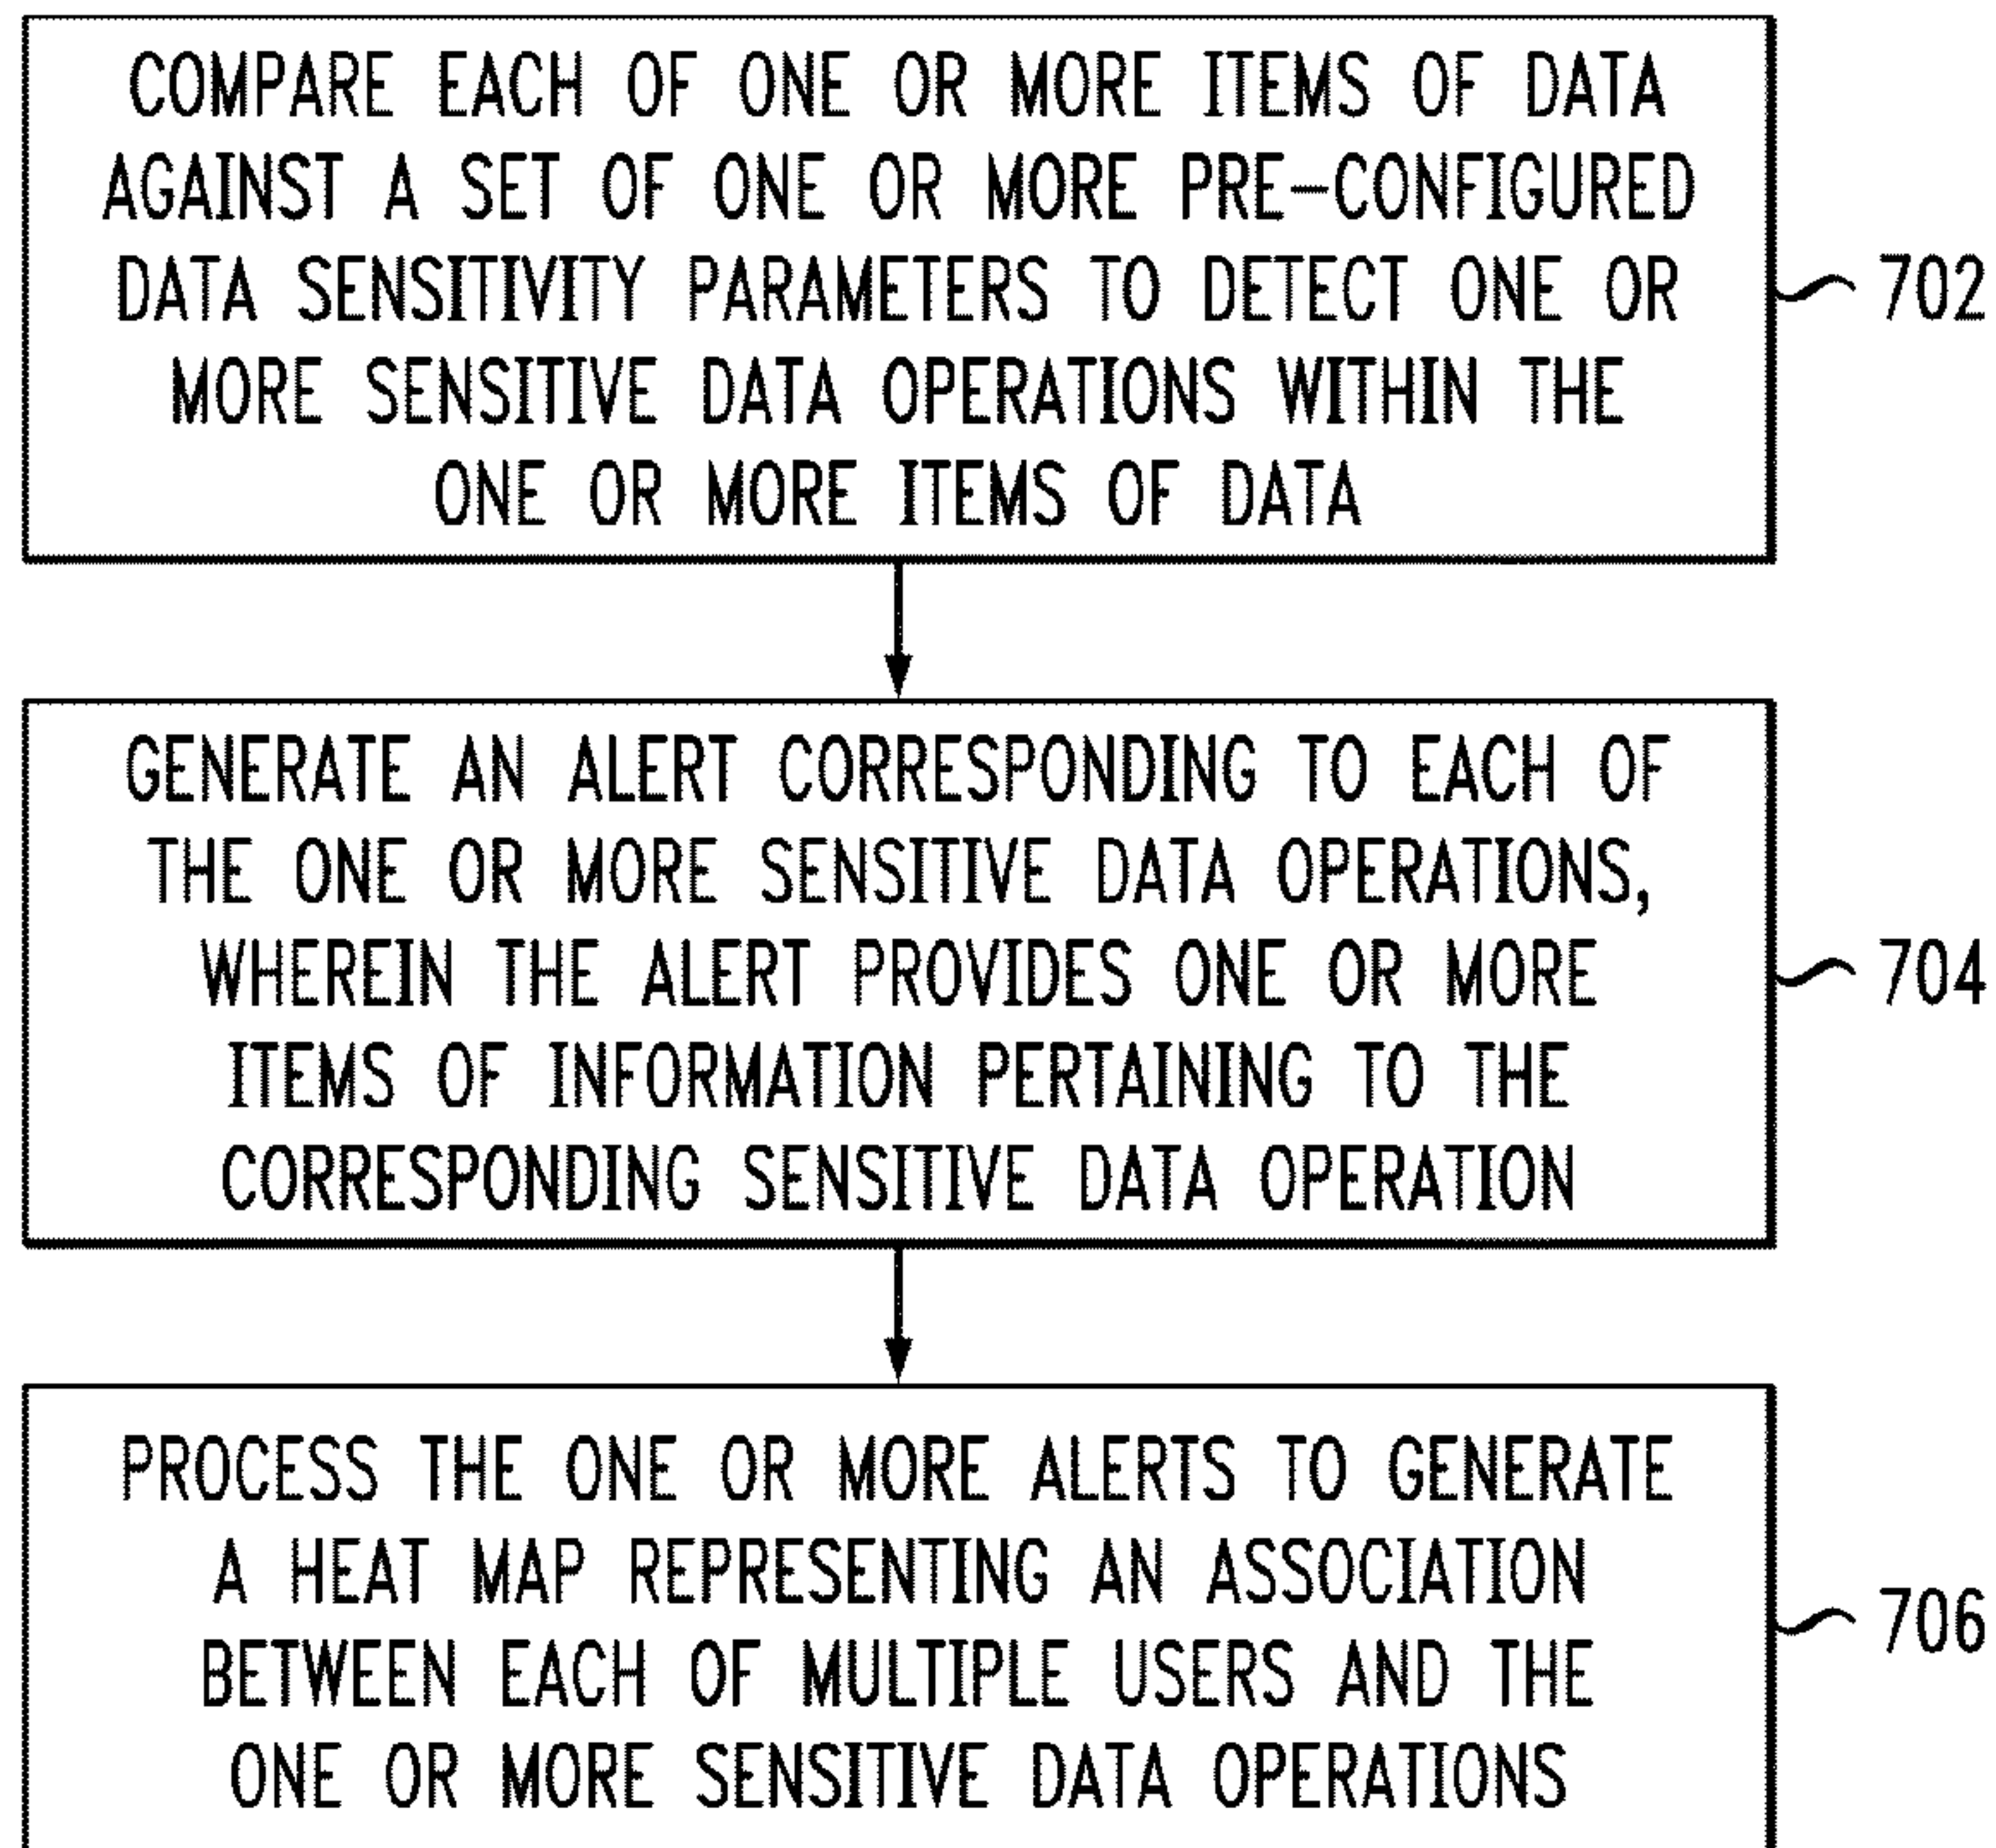 COMPARE EACH OF ONE OR MORE ITEMS OF DATA
AGAINST A SET OF ONE OR MORE PRE-CONFIGURED
DATA SENSITIVITY PARAMETERS TO DETECT ONE OR
MORE SENSITIVE DATA OPERATIONS WITHIN THE
ONE OR MORE ITEMS OF DATA
702
GENERATE AN ALERT CORRESPONDING TO EACH OF
THE ONE OR MORE SENSITIVE DATA OPERATIONS,
WHEREIN THE ALERT PROVIDES ONE OR MORE
ITEMS OF INFORMATION PERTAINING TO THE
CORRESPONDING SENSITIVE DATA OPERATION
704
PROCESS THE ONE OR MORE ALERTS TO GENERATE
A HEAT MAP REPRESENTING AN ASSOCIATION
BETWEEN EACH OF MULTIPLE USERS AND THE
ONE OR MORE SENSITIVE DATA OPERATIONS
706